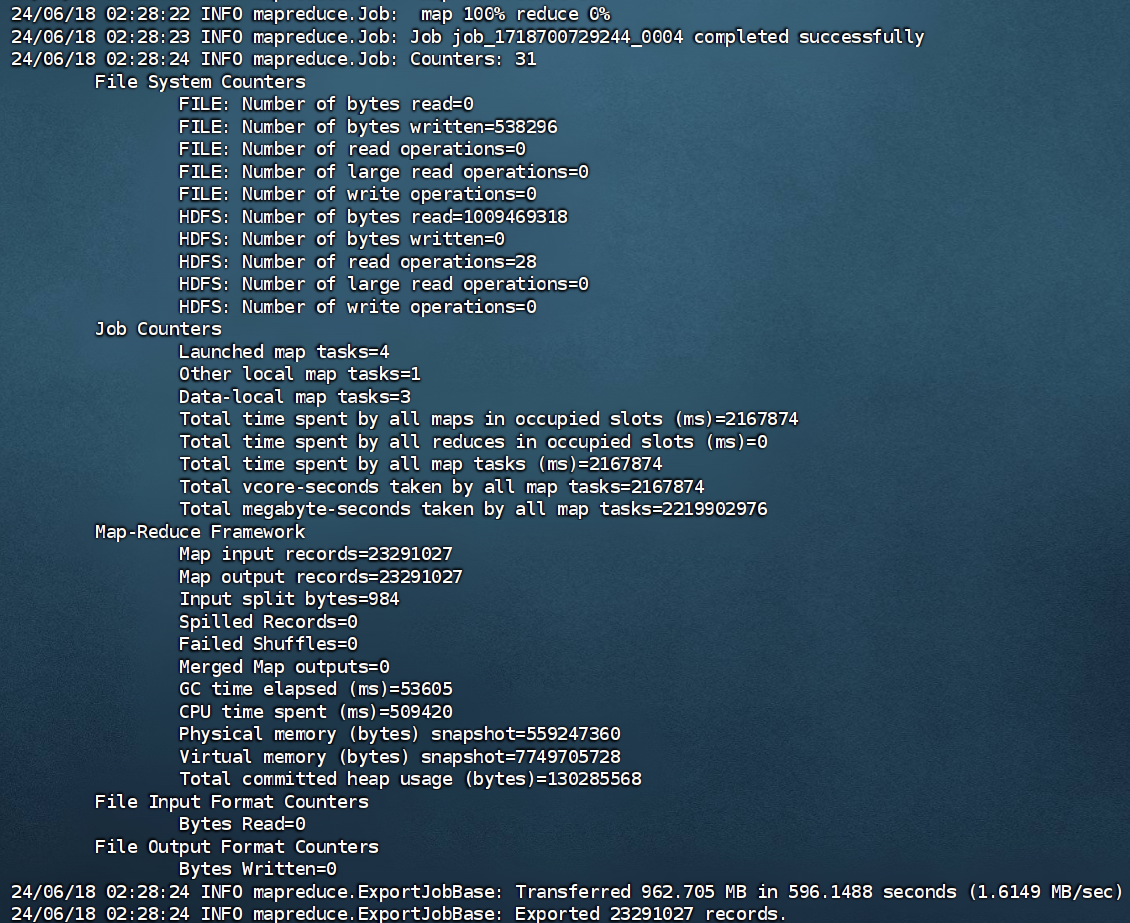 24/06/18 02:28:22 INFO mapreduce.Job:  map 100% reduce 0%
24/06/18 02:28:23 INFO mapreduce.Job: Job job_1718700729244_0004 completed successfully
24/06/18 02:28:24 INFO mapreduce.Job: Counters: 31
        File System Counters
                FILE: Number of bytes read=0
                FILE: Number of bytes written=538296
                FILE: Number of read operations=0
                FILE: Number of large read operations=0
                FILE: Number of write operations=0
                HDFS: Number of bytes read=1009469318
                HDFS: Number of bytes written=0
                HDFS: Number of read operations=28
                HDFS: Number of large read operations=0
                HDFS: Number of write operations=0
        Job Counters
                Launched map tasks=4
                Other local map tasks=1
                Data-local map tasks=3
                Total time spent by all maps in occupied slots (ms)=2167874
                Total time spent by all reduces in occupied slots (ms)=0
                Total time spent by all map tasks (ms)=2167874
                Total vcore-seconds taken by all map tasks=2167874
                Total megabyte-seconds taken by all map tasks=2219902976
        Map-Reduce Framework
                Map input records=23291027
                Map output records=23291027
                Input split bytes=984
                Spilled Records=0
                Failed Shuffles=0
                Merged Map outputs=0
                GC time elapsed (ms)=53605
                CPU time spent (ms)=509420
                Physical memory (bytes) snapshot=559247360
                Virtual memory (bytes) snapshot=7749705728
                Total committed heap usage (bytes)=130285568
        File Input Format Counters
                Bytes Read=0
        File Output Format Counters
                Bytes Written=0
24/06/18 02:28:24 INFO mapreduce.ExportJobBase: Transferred 962.705 MB in 596.1488 seconds (1.6149 MB/sec)
24/06/18 02:28:24 INFO mapreduce.ExportJobBase: Exported 23291027 records.